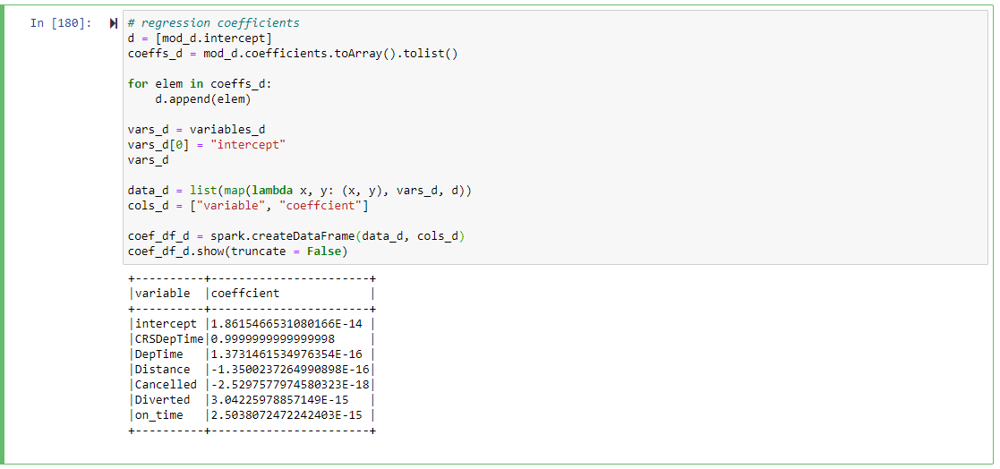 In [180]:
# regression coefficients
d = [mod_d.intercept]
coeffs_d = mod_d.coefficients.toArray().tolist()
for elem in coeffs_d:
    d.append(elem)
vars_d = variables_d
vars_d[0] = "intercept"
vars_d
data_d = list(map(lambda x, y: (x, y), vars_d, d))
cols_d = ["variable", "coeffcient"]
coef_df_d = spark.createDataFrame(data_d, cols_d)
coef_df_d.show(truncate = False)
+----------+-----------------------+
|variable  |coeffcient             |
+----------+-----------------------+
|intercept |1.8615466531080166E-14 |
|CRSDepTime|0.9999999999999998     |
|DepTime   |1.3731461534976354E-16 |
|Distance  |-1.3500237264990898E-16|
|Cancelled |-2.5297577974580323E-18|
|Diverted  |3.04225978857149E-15   |
|on_time   |2.5038072472242403E-15 |
+----------+-----------------------+